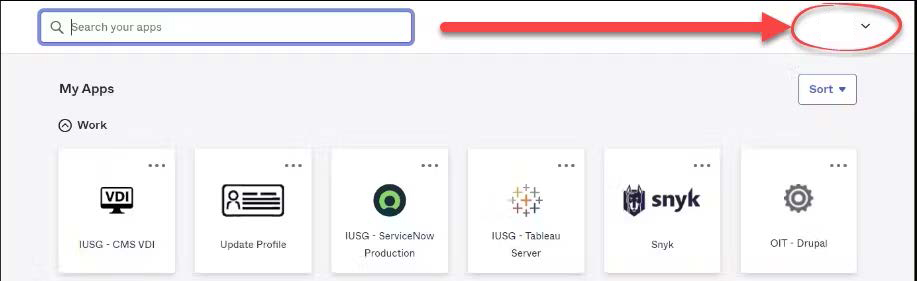 Search your apps
My Apps
Sort
Work
VDI
IUSG - CMS VDI
Update Profile
IUSG - ServiceNow
Production
IUSG - Tableau
Server
snyk
Snyk
OIT - Drupal